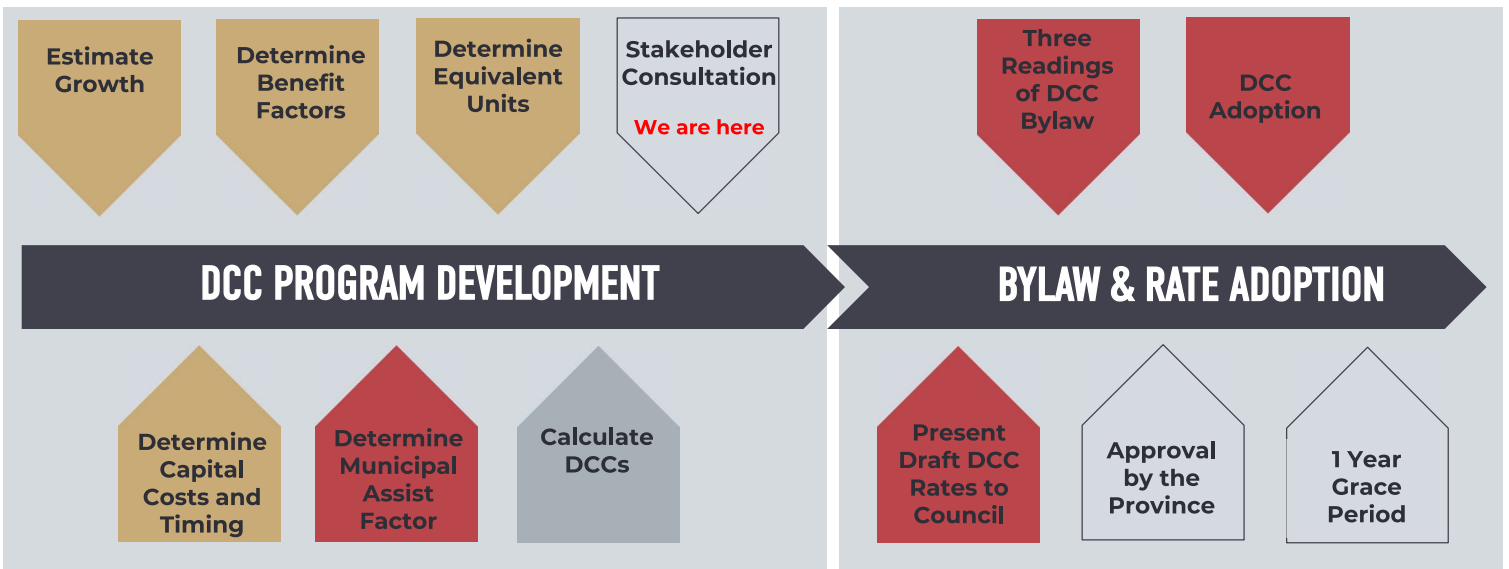 Estimate
Growth
Determine
Benefit
Factors
Determine
Equivalent
Units
Stakeholder
Consultation
We are here
Three
Readings
of DCC
Bylaw
DCC
Adoption
DCC PROGRAM DEVELOPMENT
BYLAW & RATE ADOPTION
Determine
Capital
Costs and
Timing
Determine
Municipal
Assist
Factor
Calculate
DCCs
Present
Draft DCC
Rates to
Council
Approval
by the
Province
1 Year
Grace
Period